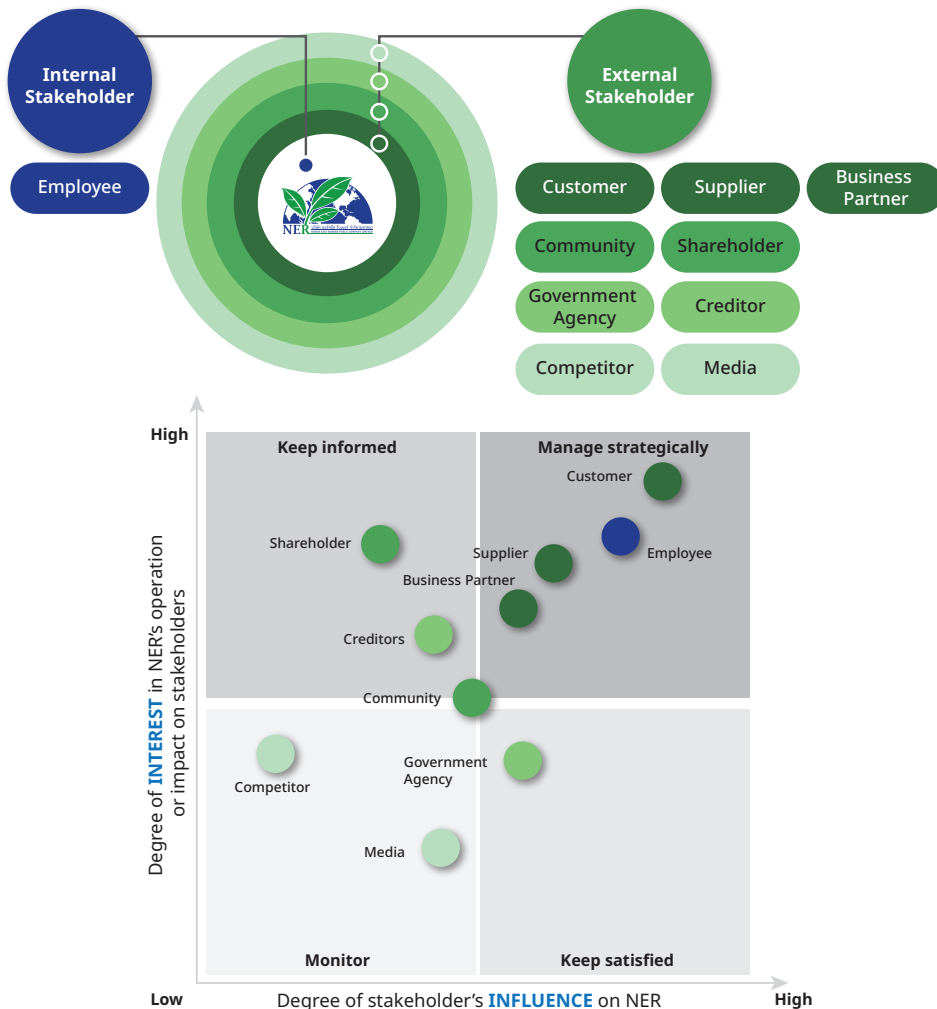 Internal
Stakeholder
External
Stakeholder
Employee
Customer
Supplier
Business
Partner
NER
Community
Shareholder
Government
Agency
Creditor
Competitor
Media
High
Keep informed
Manage strategically
Customer
Shareholder
Supplier
Employee
Business Partner
Creditors
Community
Degree of INTEREST in NER's operation
or impact on stakeholders
Government
Agency
Competitor
Media
Monitor
Keep satisfied
Low
Degree of stakeholder's INFLUENCE on NER
High